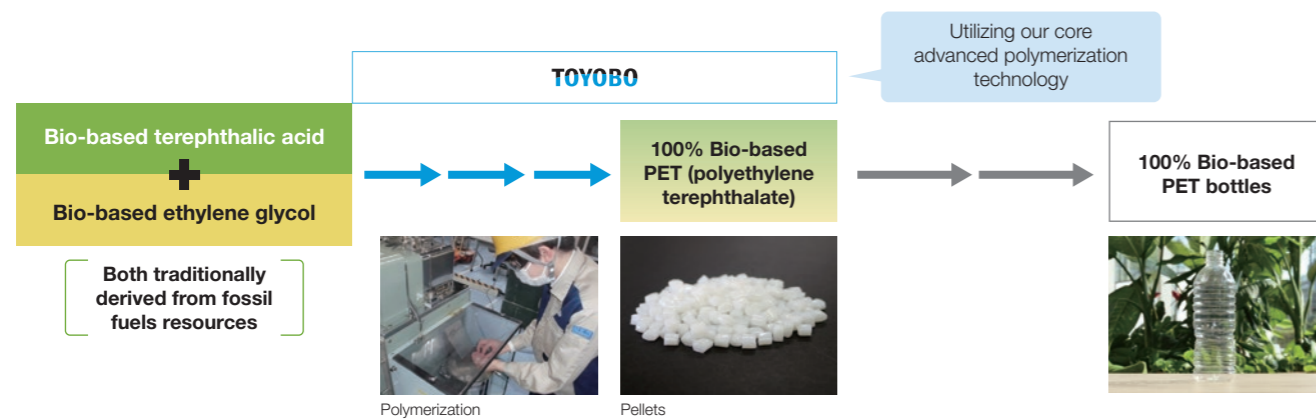 Utilizing our core
advanced polymerization
technology
TOYOBO
Bio-based terephthalic acid
+
Bio-based ethylene glycol
100% Bio-based
PET (polyethylene
terephthalate)
100% Bio-based
PET bottles
Both traditionally
derived from fossil
fuels resources
Polymerization
Pellets